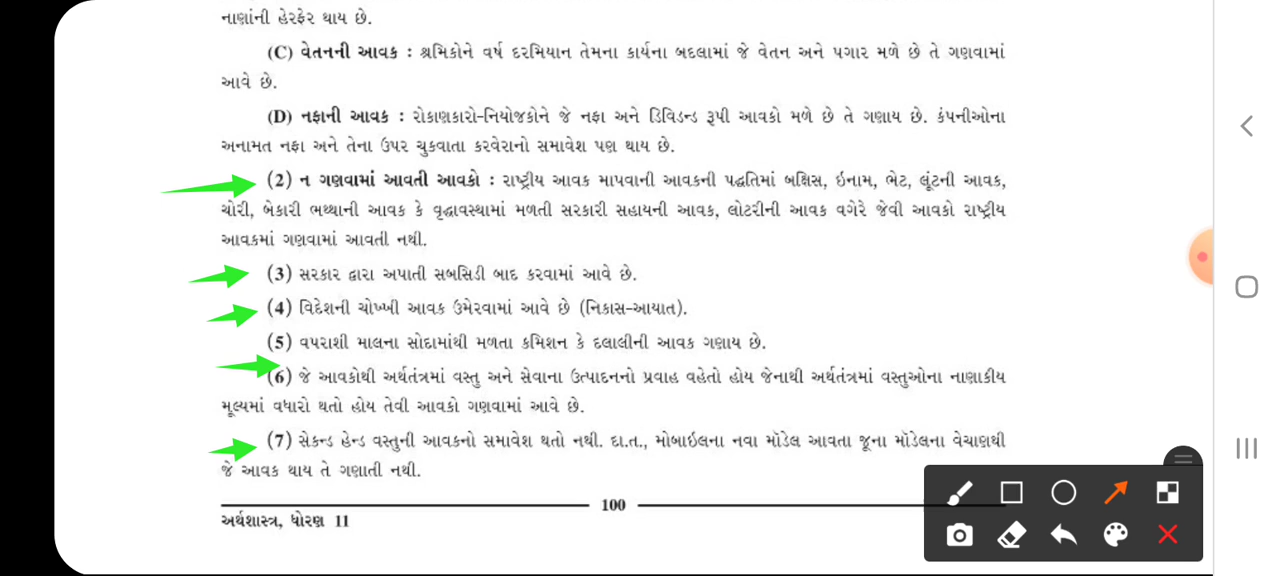 નાણાંની હેરફેર થાય છે.
(C) વેતનની આવક : શ્રમિકોને વર્ષ દરમિયાન તેમના કાર્યના બદલામાં જે વેતન અને પગાર મળે છે તે ગણવામાં
આવે છે.
(D) નફાની આવક : રોકાણકારો-નિયોજકોને જે નફા અને ડિવિડન્ડ રૂપી આવકો મળે છે તે ગણાય છે. કંપનીઓના
અનામત નફા અને તેના ઉપર ચુકવાતા કરવેરાનો સમાવેશ પણ થાય છે.
(2) ન ગણવામાં આવતી આવકો : રાષ્ટ્રીય આવક માપવાની આવકની પદ્ધતિમાં બક્ષિસ, ઇનામ, ભેટ, લૂંટની આવક,
ચોરી, બેકારી ભથ્થાની આવક કે વૃદ્ધાવસ્થામાં મળતી સરકારી સહાયની આવક, લોટરીની આવક વગેરે જેવી આવકો રાષ્ટ્રીય
આવકમાં ગણવામાં આવતી નથી.
(3) સરકાર દ્વારા અપાતી સબસિડી બાદ કરવામાં આવે છે.
(4) વિદેશની ચોખ્ખી આવક ઉમેરવામાં આવે છે (નિકાસ-આયાત).
(5) વપરાશી માલના સોદામાંથી મળતા કમિશન કે દલાલીની આવક ગણાય છે.
(6) જે આવકોથી અર્થતંત્રમાં વસ્તુ અને સેવાના ઉત્પાદનનો પ્રવાહ વહેતો હોય જેનાથી અર્થતંત્રમાં વસ્તુઓના નાણાકીય
મૂલ્યમાં વધારો થતો હોય તેવી આવકો ગણવામાં આવે છે.
(7) સેકન્ડ હેન્ડ વસ્તુની આવકનો સમાવેશ થતો નથી. દા.ત., મોબાઇલના નવા મૉડેલ આવતા જૂના મૉડેલના વેચાણથી
જે આવક થાય તે ગણાતી નથી.
100
અર્થશાસ્ત્ર, ધોરણ 11